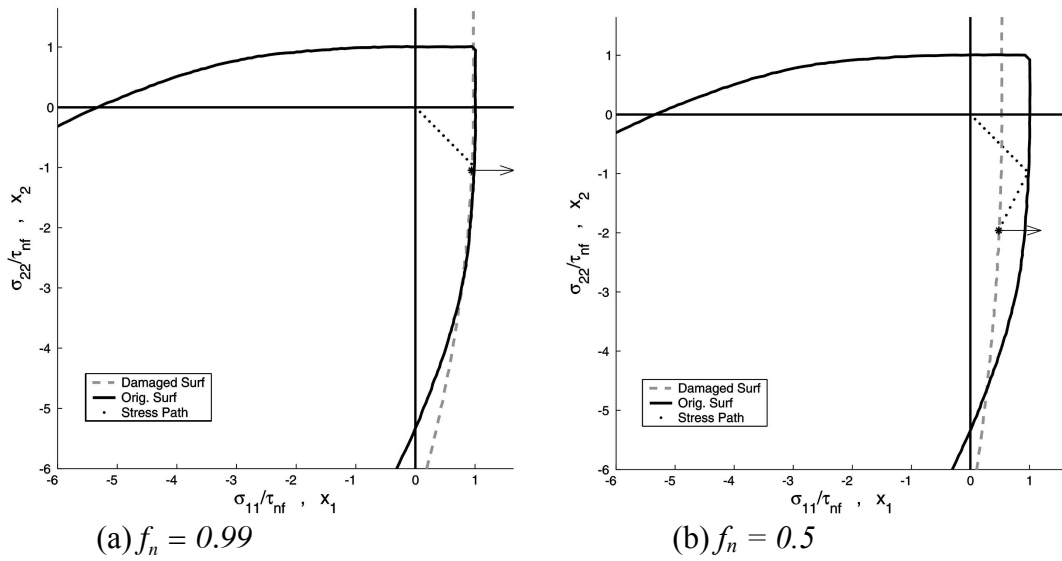 1
0
-1
-2
-3
-4
-5
-6
σ22/τnf , x2
Damaged Surf
Orig. Surf
Stress Path
-6 -5 -4 -3 -2 -1 0 1
σ11/τnf , x1
(a) fn = 0.99
1
0
-1
-2
-3
-4
-5
-6
σ22/τnf , x2
Damaged Surf
Orig. Surf
Stress Path
-6 -5 -4 -3 -2 -1 0 1
σ11/τnf , x1
(b) fn = 0.5